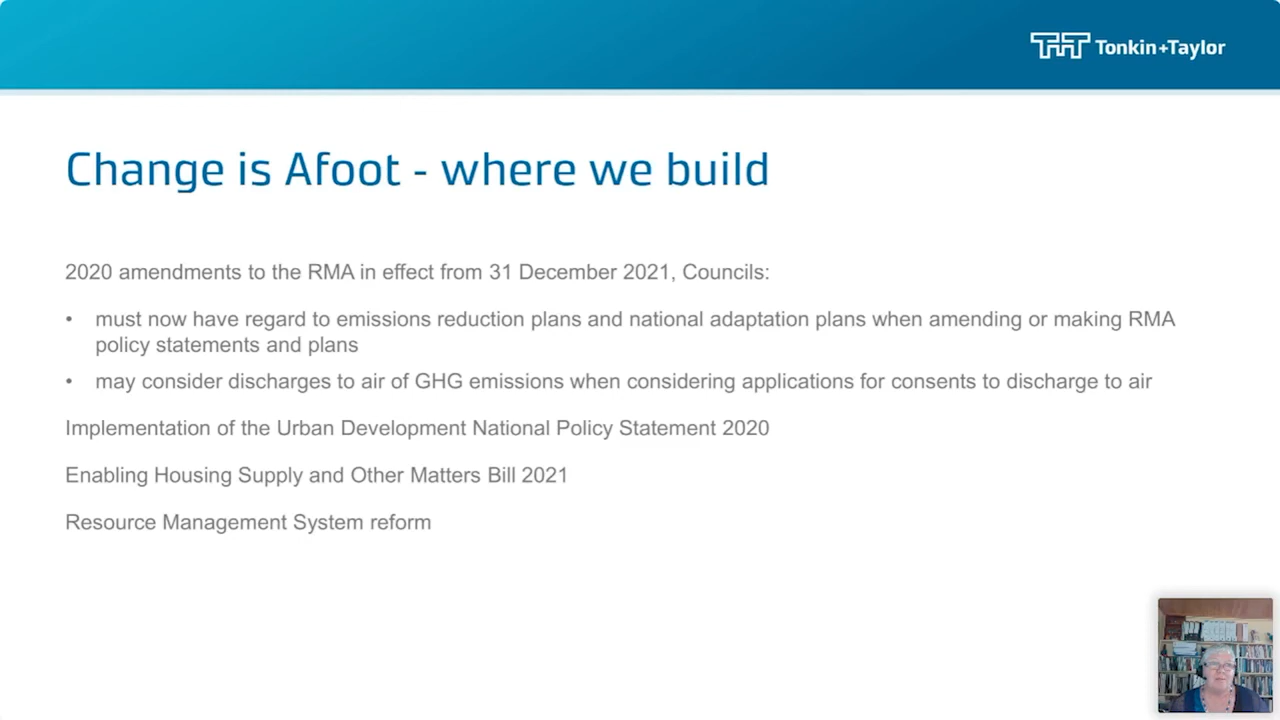 Tonkin+Taylor
Change is Afoot - where we build
2020 amendments to the RMA in effect from 31 December 2021, Councils:
• must now have regard to emissions reduction plans and national adaptation plans when amending or making RMA
policy statements and plans
• may consider discharges to air of GHG emissions when considering applications for consents to discharge to air
Implementation of the Urban Development National Policy Statement 2020
Enabling Housing Supply and Other Matters Bill 2021
Resource Management System reform